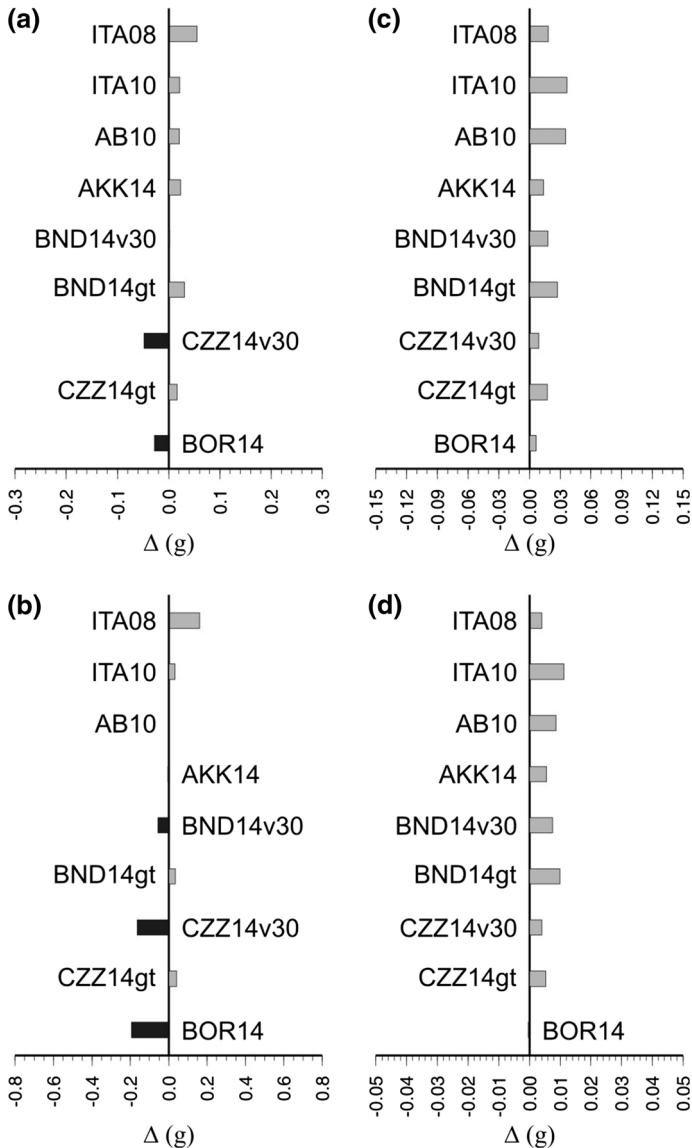 (a)
ITA08
ITA10
AB10
AKK14
BND14v30
BND14gt
CZZ14v30
CZZ14gt
BOR14
-0.3 -0.2 -0.1 0.0 0.1 0.2 0.3
Δ (g)
(c)
ITA08
ITA10
AB10
AKK14
BND14v30
BND14gt
CZZ14v30
CZZ14gt
BOR14
-0.15 -0.12 -0.09 -0.06 -0.03 0.00 0.03 0.06 0.09 0.12 0.15
Δ (g)
(b)
ITA08
ITA10
AB10
AKK14
BND14v30
BND14gt
CZZ14v30
CZZ14gt
BOR14
-0.8 -0.6 -0.4 -0.2 0.0 0.2 0.4 0.6 0.8
Δ (g)
(d)
ITA08
ITA10
AB10
AKK14
BND14v30
BND14gt
CZZ14v30
CZZ14gt
BOR14
-0.05 -0.04 -0.03 -0.02 -0.01 0.00 0.01 0.02 0.03 0.04 0.05
Δ (g)